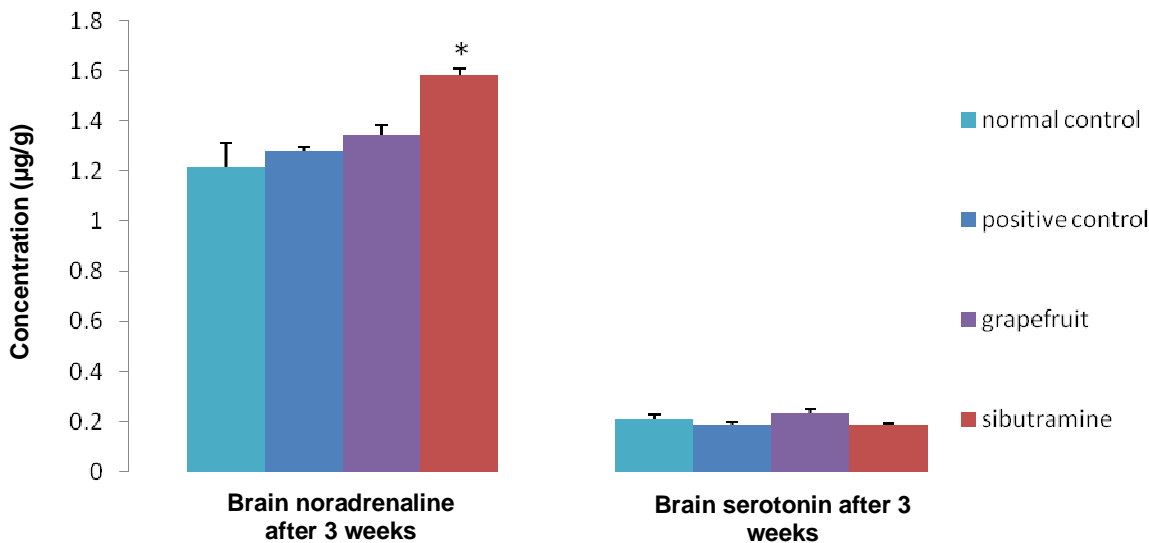 Concentration (µg/g)
1.8
1.6
1.4
1.2
1
0.8
0.6
0.4
0.2
0
*
Brain noradrenaline
after 3 weeks
Brain serotonin after 3
weeks
normal control
positive control
grapefruit
sibutramine